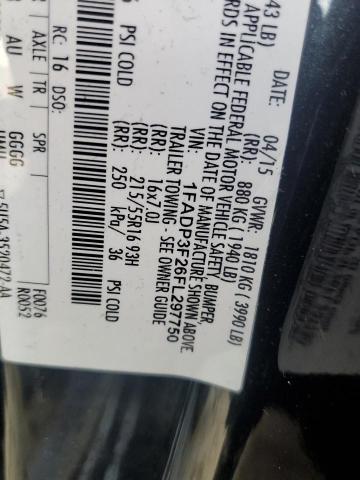 DATE: 04/15 GVWR: 1810 KG ( 3990 LB)
43 LB) (RR): 880 KG ( 1940 LB)
APPLICABLE FEDERAL MOTOR VEHICLE SAFETY, BUMPER,
RDS IN EFFECT ON THE DATE OF MANUFACTURE SHOWN ABOVE.
VIN: 1FADP3F26FL297750
TRAILER TOWING - SEE OWNER GUIDE
16x7.0J
(RR): 215/55R16 93H
PSI COLD (RR): 250 kPa/ 36 PSI COLD
RC: 16 DSO:
AXLE TR SPR F0076
AU W GGGG R0052